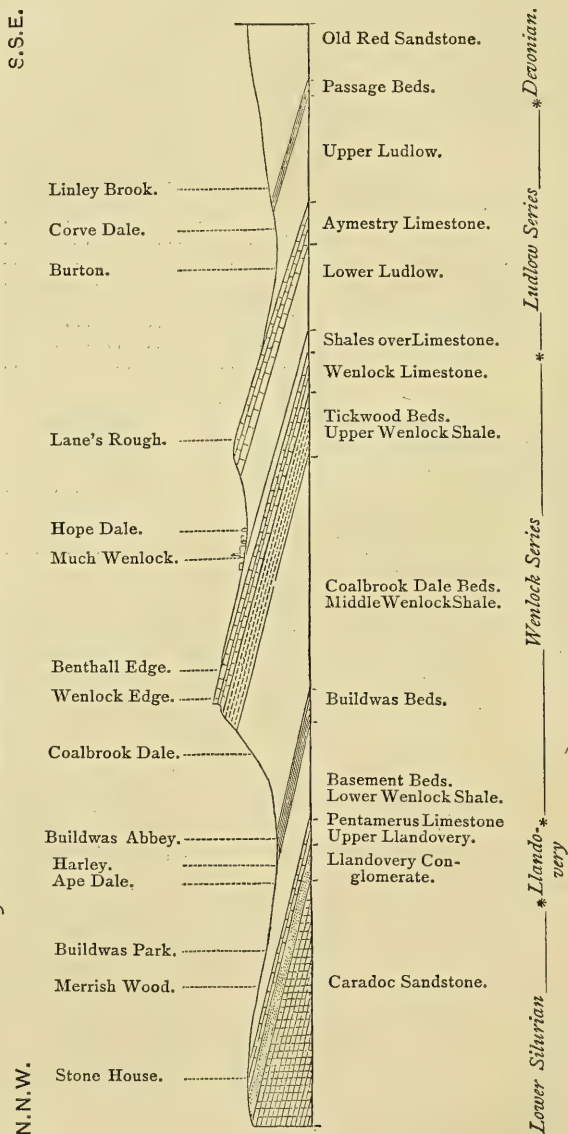 S.S.E.
Old Red Sandstone.
Passage Beds.
Upper Ludlow.
Linley Brook.
Corve Dale.
Aymestry Limestone.
Burton.
Lower Ludlow.
Shales over Limestone.
Wenlock Limestone.
Tickwood Beds.
Upper Wenlock Shale.
Lane's Rough.
Hope Dale.
Much Wenlock.
Coalbrook Dale Beds.
Middle Wenlock Shale.
Benthall Edge.
Wenlock Edge.
Buildwas Beds.
Coalbrook Dale.
Basement Beds.
Lower Wenlock Shale.
Pentamerus Limestone
Upper Llandovery.
Buildwas Abbey.
Harley.
Ape Dale.
Llandovery Con-
glomerate.
Buildwas Park.
Merrish Wood.
Caradoc Sandstone.
Stone House.
N.N.W.
Lower Silurian * Llando- * Wenlock Series * Ludlow Series * Devonian.
very